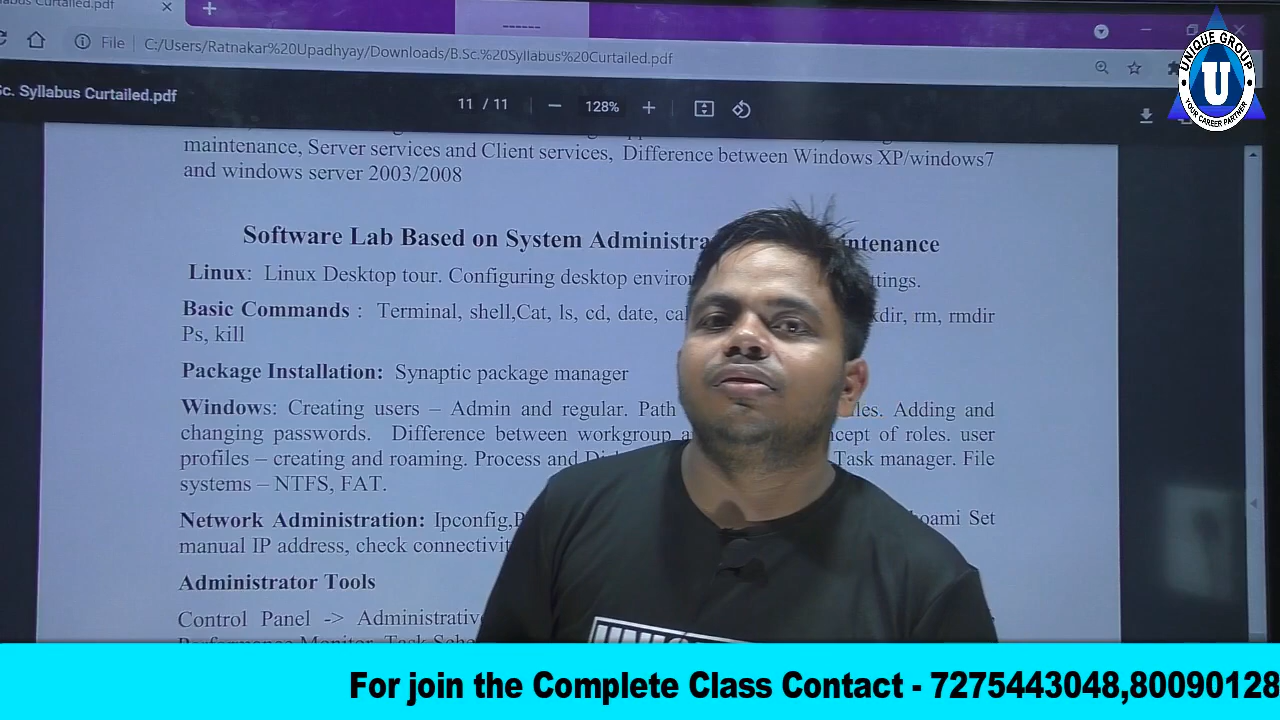 labus Curtailed.pdf
File C:/Users/Ratnakar%20Upadhyay/Downloads/B.Sc.%20Syllabus%20Curtailed.pdf
Sc. Syllabus Curtailed.pdf
11 / 11
128%
UNIQUE GROUP
U
YOUR CAREER PARTNER
maintenance, Server services and Client services, Difference between Windows XP/windows7
and windows server 2003/2008
Software Lab Based on System Administra ntenance
Linux: Linux Desktop tour. Configuring desktop enviro ttings.
Basic Commands : Terminal, shell,Cat, ls, cd, date, cal kdir, rm, rmdir
Ps, kill
Package Installation: Synaptic package manager
Windows: Creating users – Admin and regular. Path les. Adding and
changing passwords. Difference between workgroup a ncept of roles. user
profiles – creating and roaming. Process and Task manager. File
systems – NTFS, FAT.
Network Administration: Ipconfig, hoami Set
manual IP address, check connectivit
Administrator Tools
Control Panel -> Administrative
For join the Complete Class Contact - 7275443048,80090128